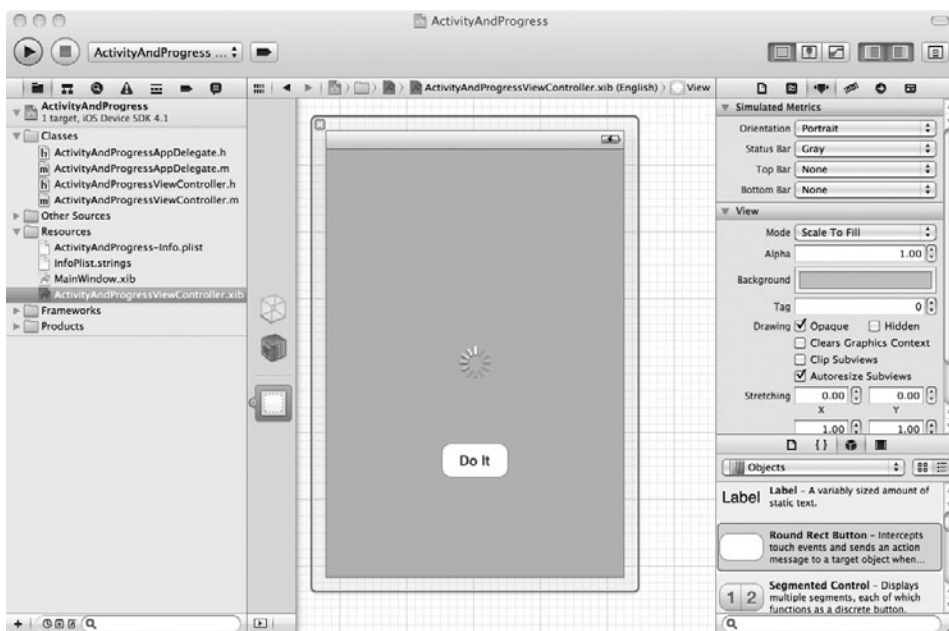 ActivityAndProgress
ActivityAndProgress ...
ActivityAndProgress
1 target, iOS Device SDK 4.1
Classes
h ActivityAndProgressAppDelegate.h
m ActivityAndProgressAppDelegate.m
h ActivityAndProgressViewController.h
m ActivityAndProgressViewController.m
Other Sources
Resources
ActivityAndProgress-Info.plist
InfoPlist.strings
MainWindow.xib
ActivityAndProgressViewController.xib
Frameworks
Products
ActivityAndProgressViewController.xib (English)
View
Do It
Simulated Metrics
Orientation Portrait
Status Bar Gray
Top Bar None
Bottom Bar None
View
Mode Scale To Fill
Alpha 1.00
Background
Tag 0
Drawing Opaque Hidden
Clears Graphics Context
Clip Subviews
Autoresize Subviews
Stretching 0.00 0.00
X Y
1.00 1.00
{}
Objects
Label
Label – A variably sized amount of
static text.
Round Rect Button – Intercepts
touch events and sends an action
message to a target object when...
1 2
Segmented Control – Displays
multiple segments, each of which
functions as a discrete button.